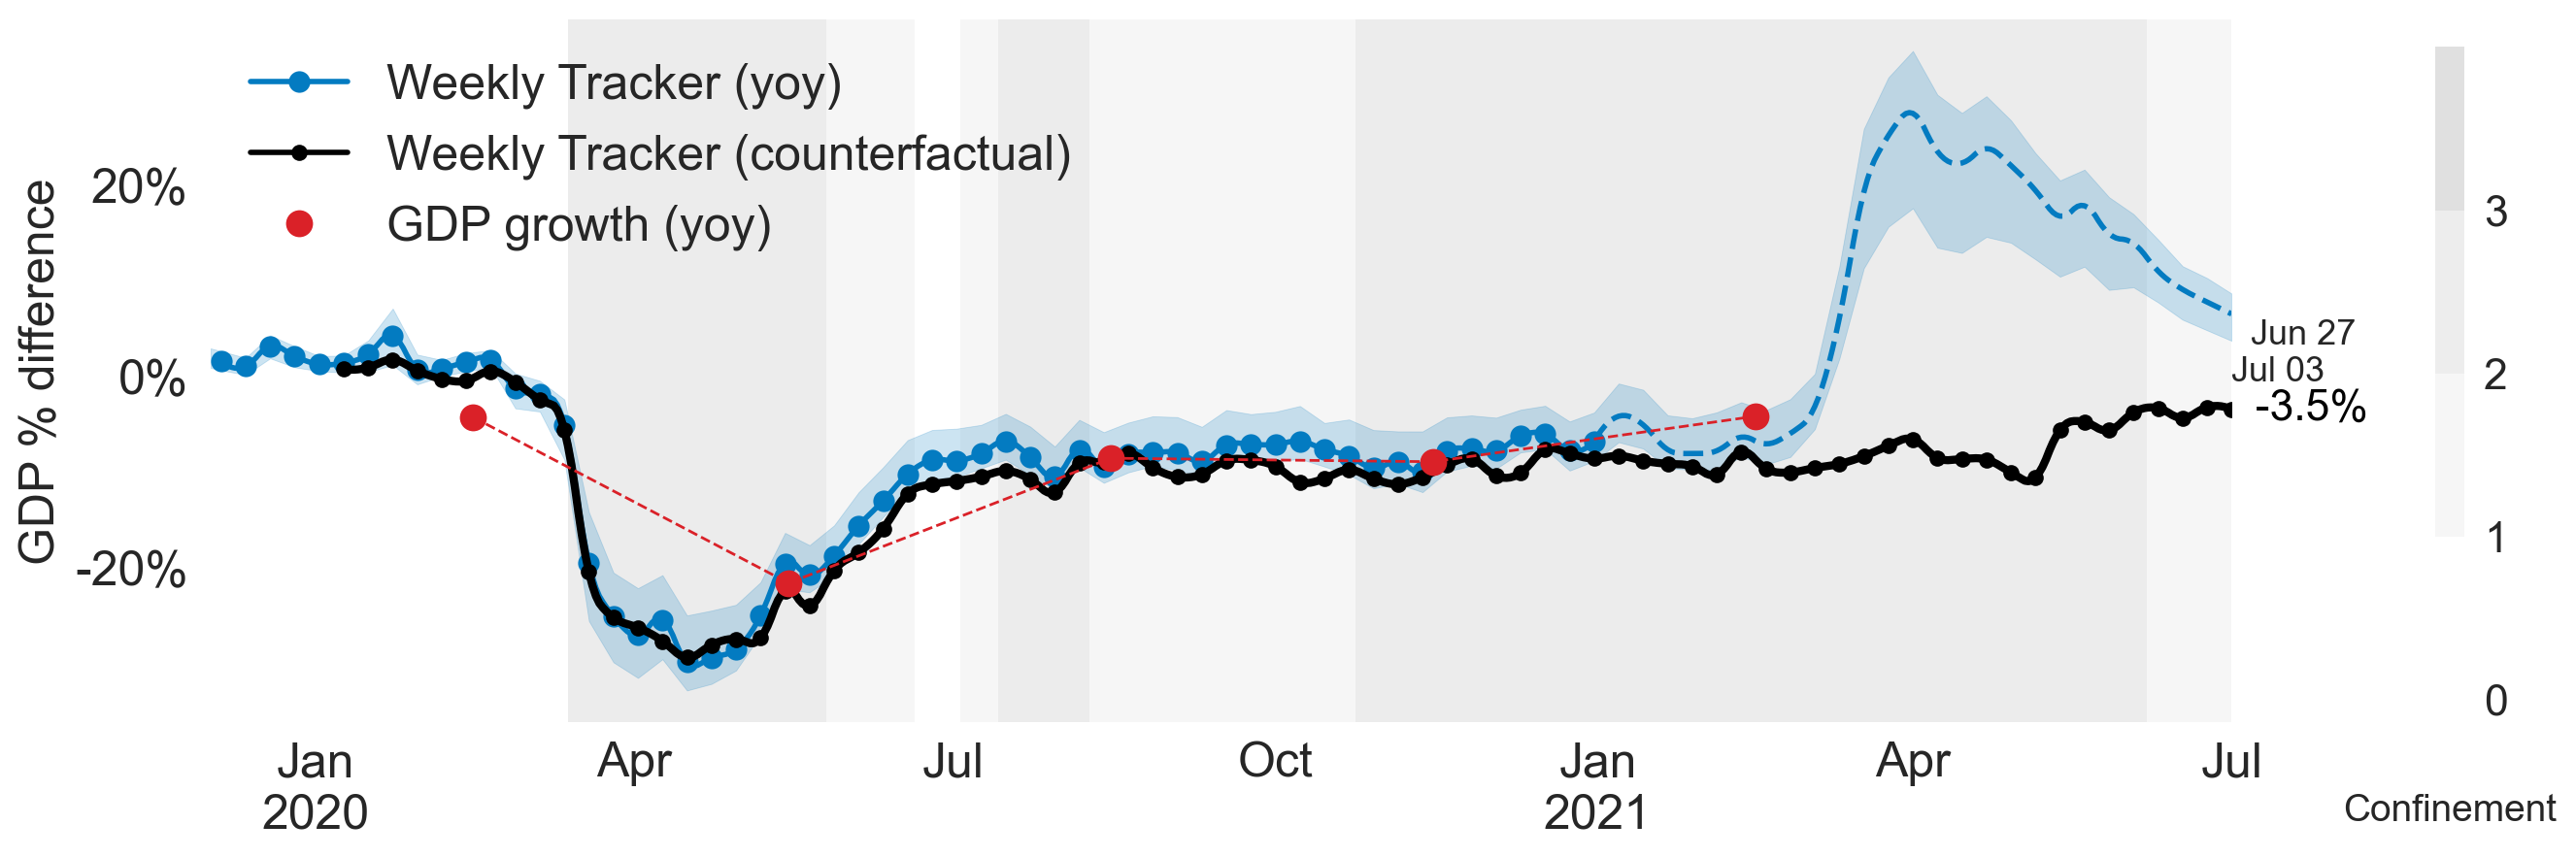 Weekly Tracker (yoy)
Weekly Tracker (counterfactual)
GDP growth (yoy)
GDP % difference
20%
0%
-20%
Jun 27
Jul 03
-3.5%
3
2
1
0
Jan Apr Jul Oct Jan Apr Jul
2020 2021
Confinement